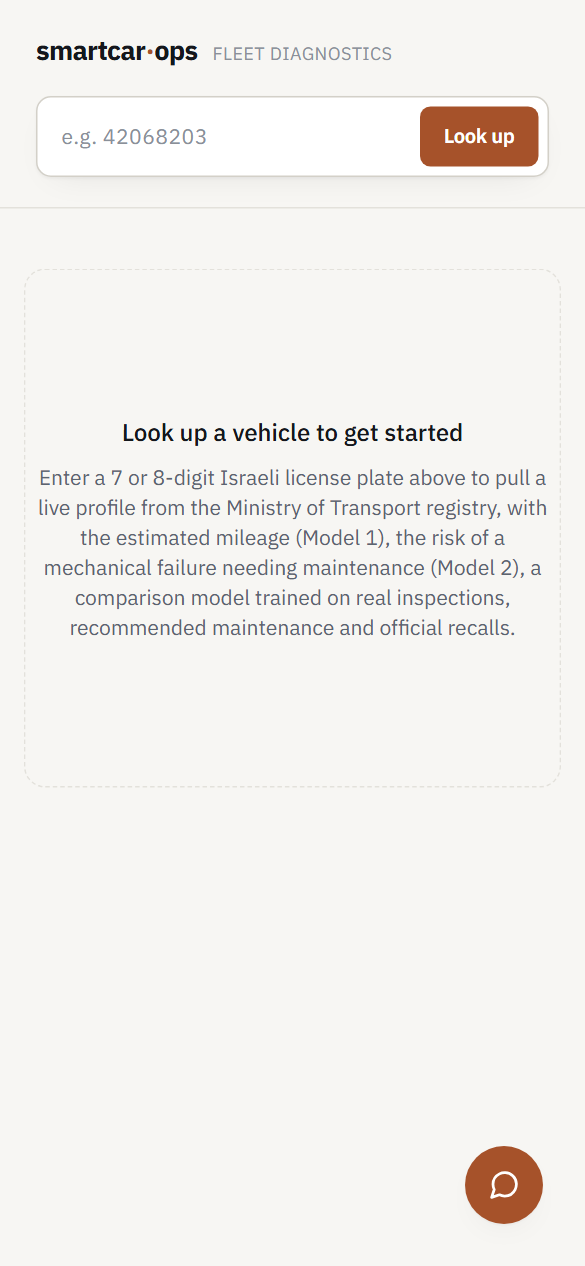 smartcar·ops FLEET DIAGNOSTICS
e.g. 42068203 Look up
Look up a vehicle to get started
Enter a 7 or 8-digit Israeli license plate above to pull a
live profile from the Ministry of Transport registry, with
the estimated mileage (Model 1), the risk of a
mechanical failure needing maintenance (Model 2), a
comparison model trained on real inspections,
recommended maintenance and official recalls.